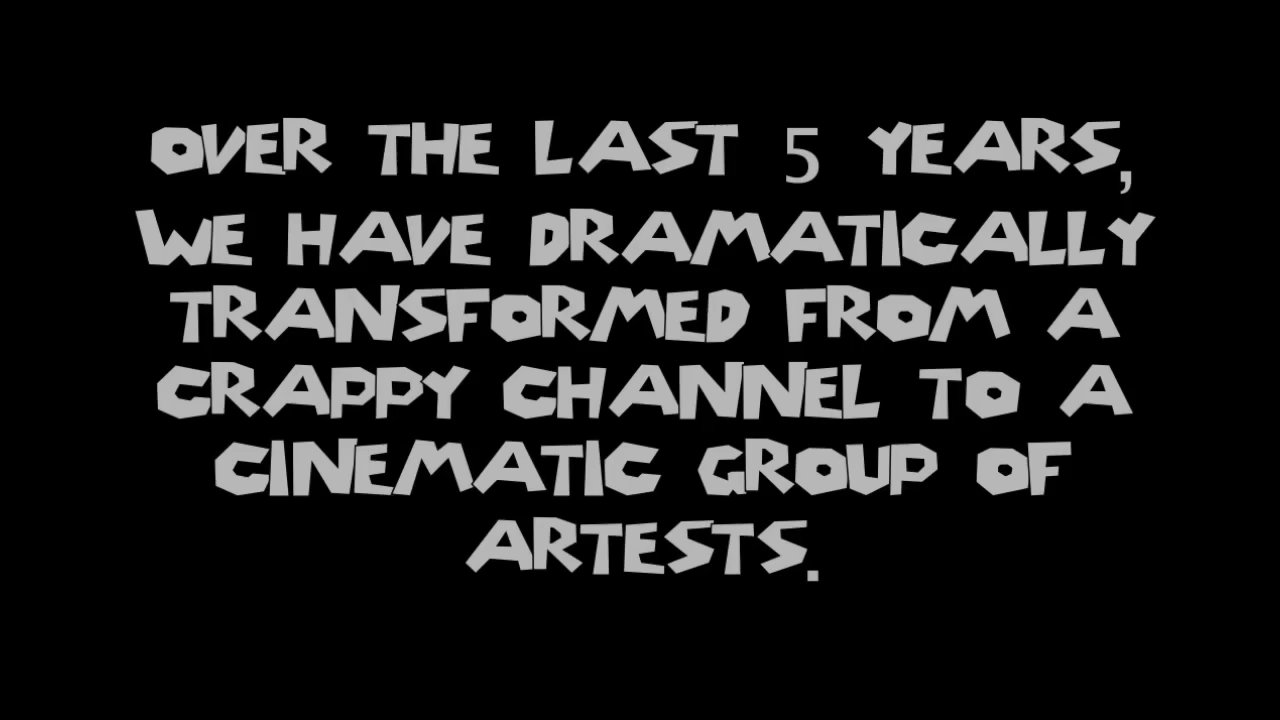 OVER THE LAST 5 YEARS,
WE HAVE DRAMATICALLY
TRANSFORMED FROM A
CRAPPY CHANNEL TO A
CINEMATIC GROUP OF
ARTESTS.